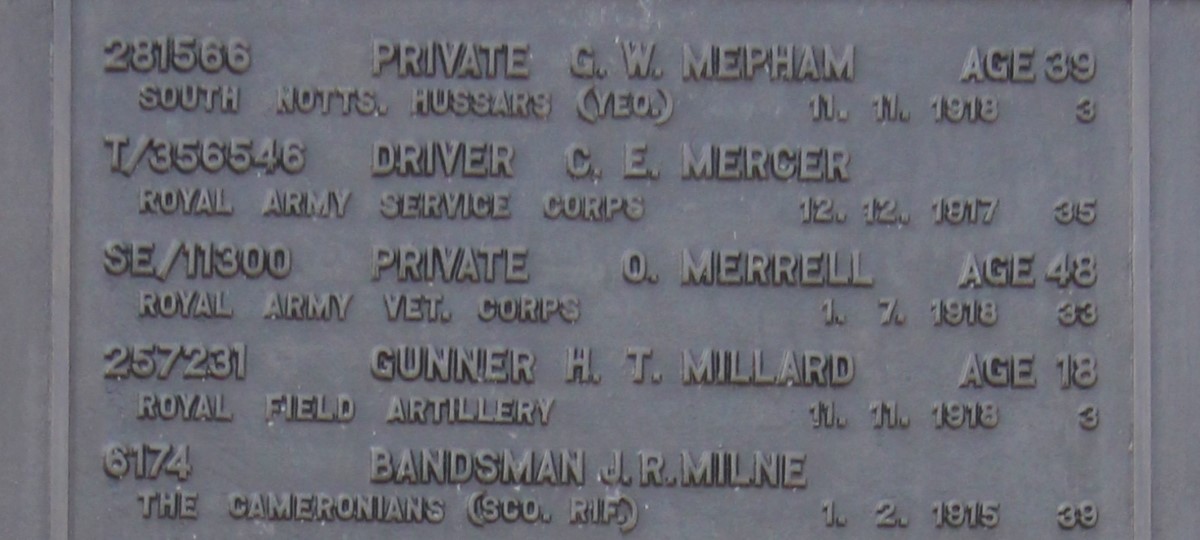 281566 PRIVATE G. W. MEPHAM AGE 39
SOUTH NOTTS. HUSSARS (YEO.) 11. 11. 1918 3
T/356546 DRIVER C. E. MERCER
ROYAL ARMY SERVICE CORPS 12. 12. 1917 35
SE/11300 PRIVATE O. MERRELL AGE 48
ROYAL ARMY VET. CORPS 1. 7. 1918 33
257231 GUNNER H. T. MILLARD AGE 18
ROYAL FIELD ARTILLERY 11. 11. 1918 3
6174 BANDSMAN J. R. MILNE
THE CAMERONIANS (SCO. RIF.) 1. 2. 1915 39